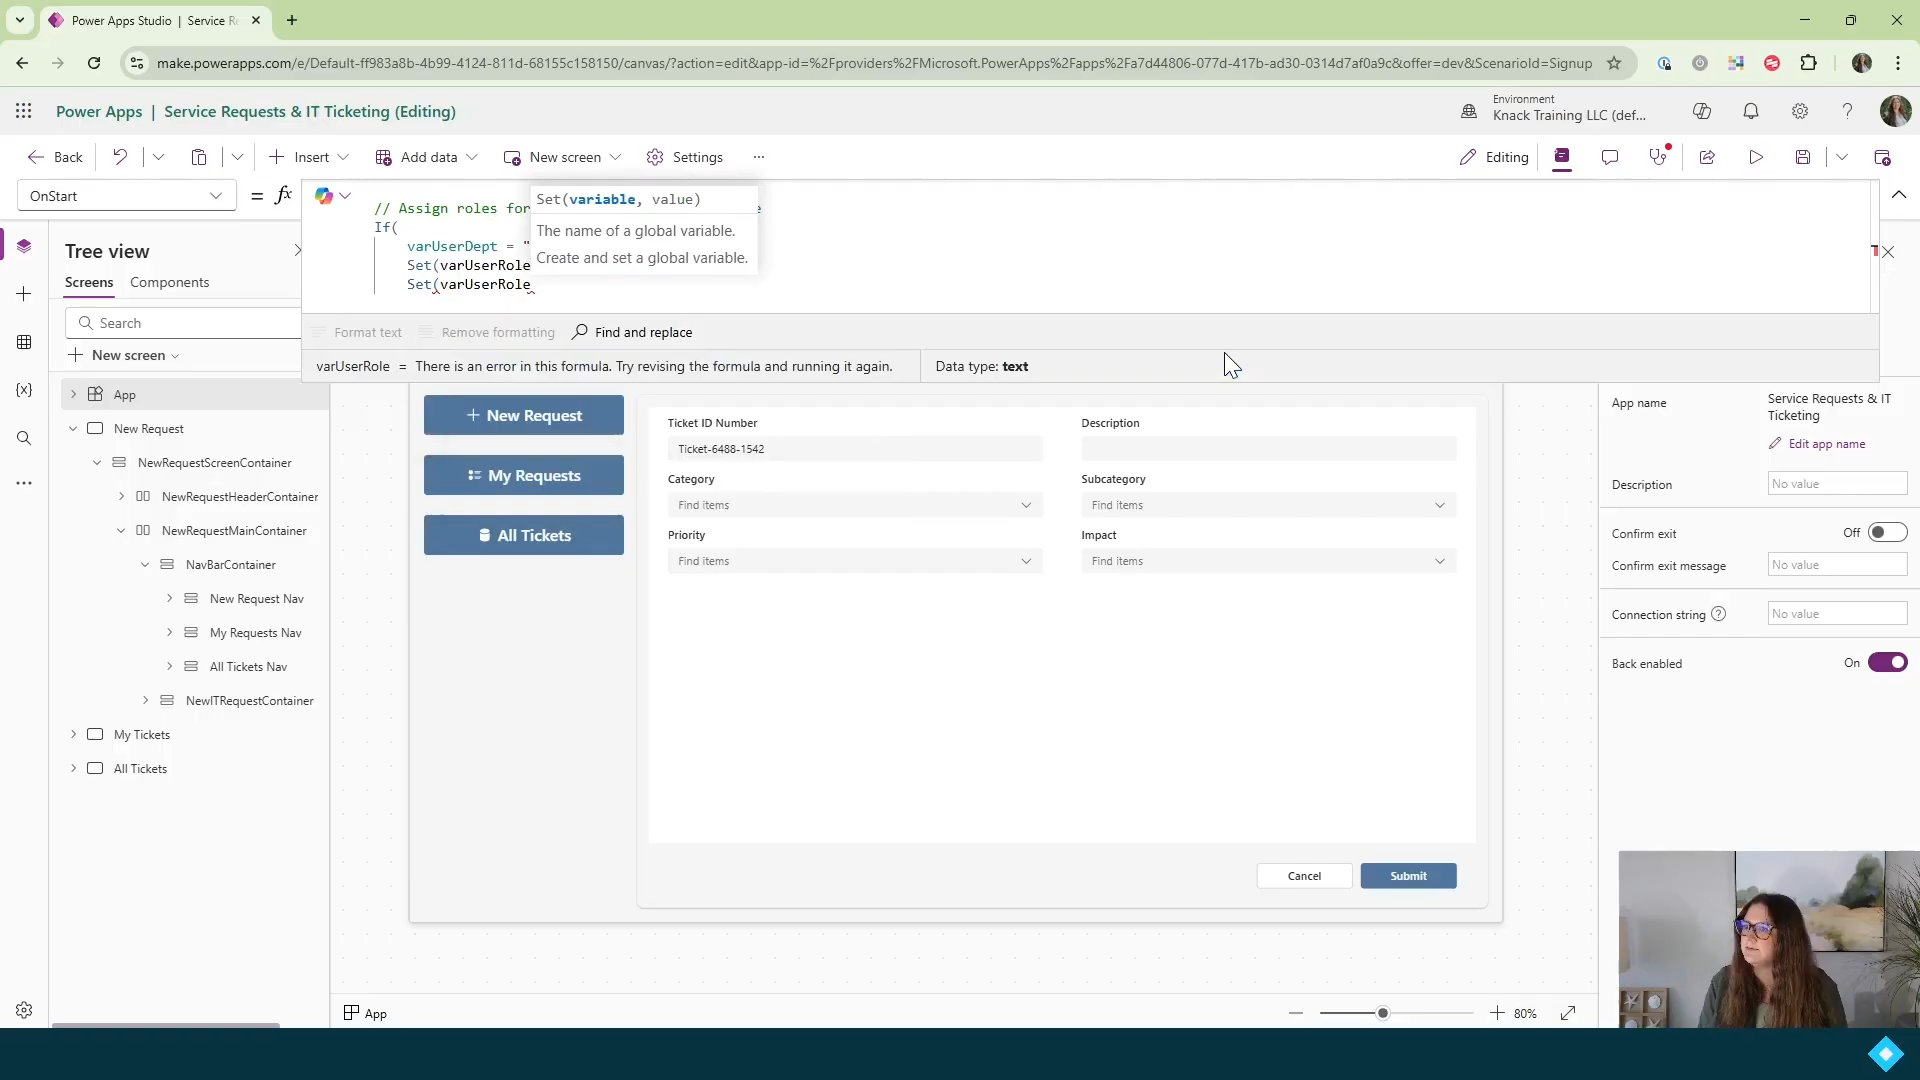 Power Apps Studio | Service R
make.powerapps.com/e/Default-ff983a8b-4b99-4124-811d-68155c158150/canvas/?action=edit&app-id=%2Fproviders%2FMicrosoft.PowerApps%2Fapps%2Fa7d44806-077d-417b-ad30-0314d7af0a9c&offer=dev&ScenarioId=Signup
Power Apps | Service Requests & IT Ticketing (Editing)
Environment
Knack Training LLC (def...
Back
Insert
Add data
New screen
Settings
...
Editing
OnStart
= fx
// Assign roles for
If(
varUserDept = "
Set(varUserRole
Set(varUserRole
Set(variable, value)
The name of a global variable.
Create and set a global variable.
Format text
Remove formatting
Find and replace
varUserRole = There is an error in this formula. Try revising the formula and running it again.
Data type: text
Tree view
Screens
Components
Search
New screen
App
New Request
NewRequestScreenContainer
NewRequestHeaderContainer
NewRequestMainContainer
NavBarContainer
New Request Nav
My Requests Nav
All Tickets Nav
NewITRequestContainer
My Tickets
All Tickets
+ New Request
My Requests
All Tickets
Ticket ID Number
Ticket-6488-1542
Description
Category
Find items
Subcategory
Find items
Priority
Find items
Impact
Find items
Cancel
Submit
App name
Service Requests & IT
Ticketing
Edit app name
Description
No value
Confirm exit
Off
Confirm exit message
No value
Connection string
No value
Back enabled
On
App
80%